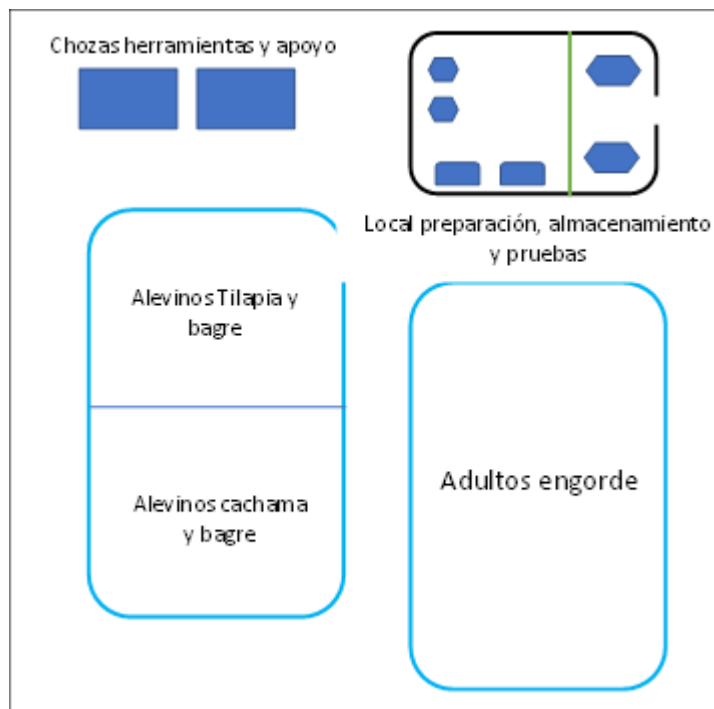 Chozas herramientas y apoyo
Local preparación, almacenamiento
y pruebas
Alevinos Tilapia y
bagre
Alevinos cachama
y bagre
Adultos engorde